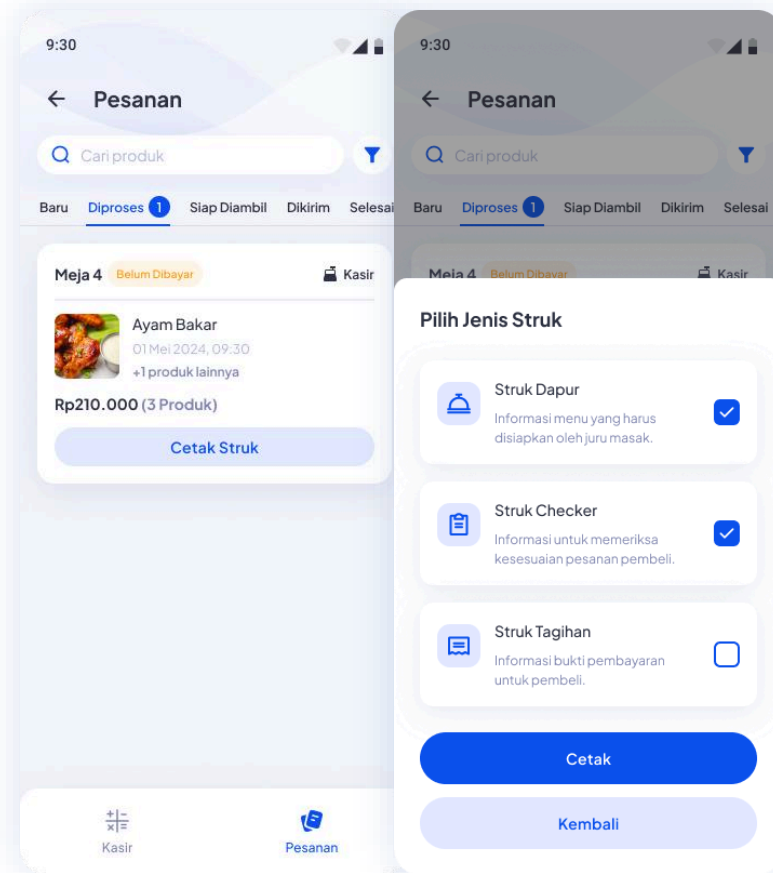 9:30
Pesanan
Cari produk
Baru Diproses 1 Siap Diambil Dikirim Selesai
Meja 4 Belum Dibayar Kasir
Ayam Bakar
01 Mei 2024, 09:30
+1 produk lainnya
Rp210.000 (3 Produk)
Cetak Struk
Kasir Pesanan
9:30
Pesanan
Cari produk
Baru Diproses 1 Siap Diambil Dikirim Selesai
Meja 4 Belum Dibayar Kasir
Pilih Jenis Struk
Struk Dapur
Informasi menu yang harus
disiapkan oleh juru masak.
Struk Checker
Informasi untuk memeriksa
kesesuaian pesanan pembeli.
Struk Tagihan
Informasi bukti pembayaran
untuk pembeli.
Cetak
Kembali